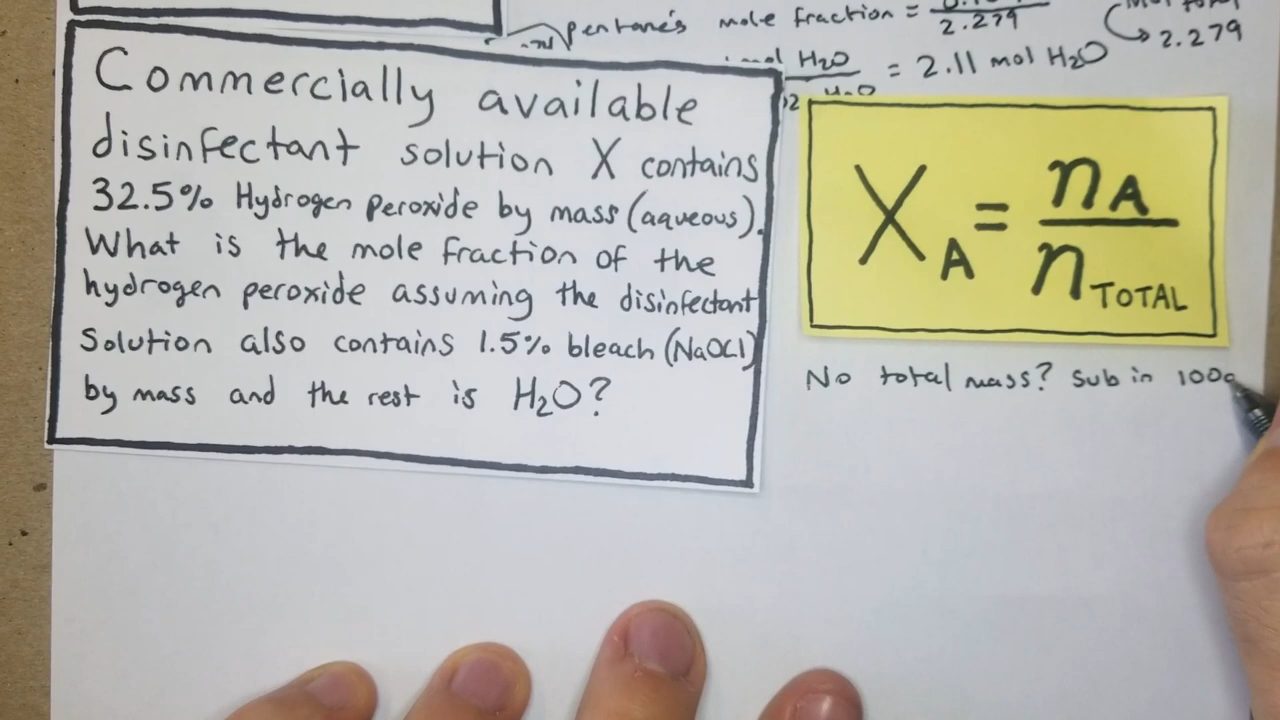 pentane's mole fraction =
2.279
2.279
H₂O = 2.11 mol H₂O
Commercially available
disinfectant solution X contains
32.5% Hydrogen peroxide by mass (aqueous).
What is the mole fraction of the
hydrogen peroxide assuming the disinfectant
solution also contains 1.5% bleach (NaOCl)
by mass and the rest is H₂O?
X_A = n_A
n_TOTAL
No total mass? Sub in 100g